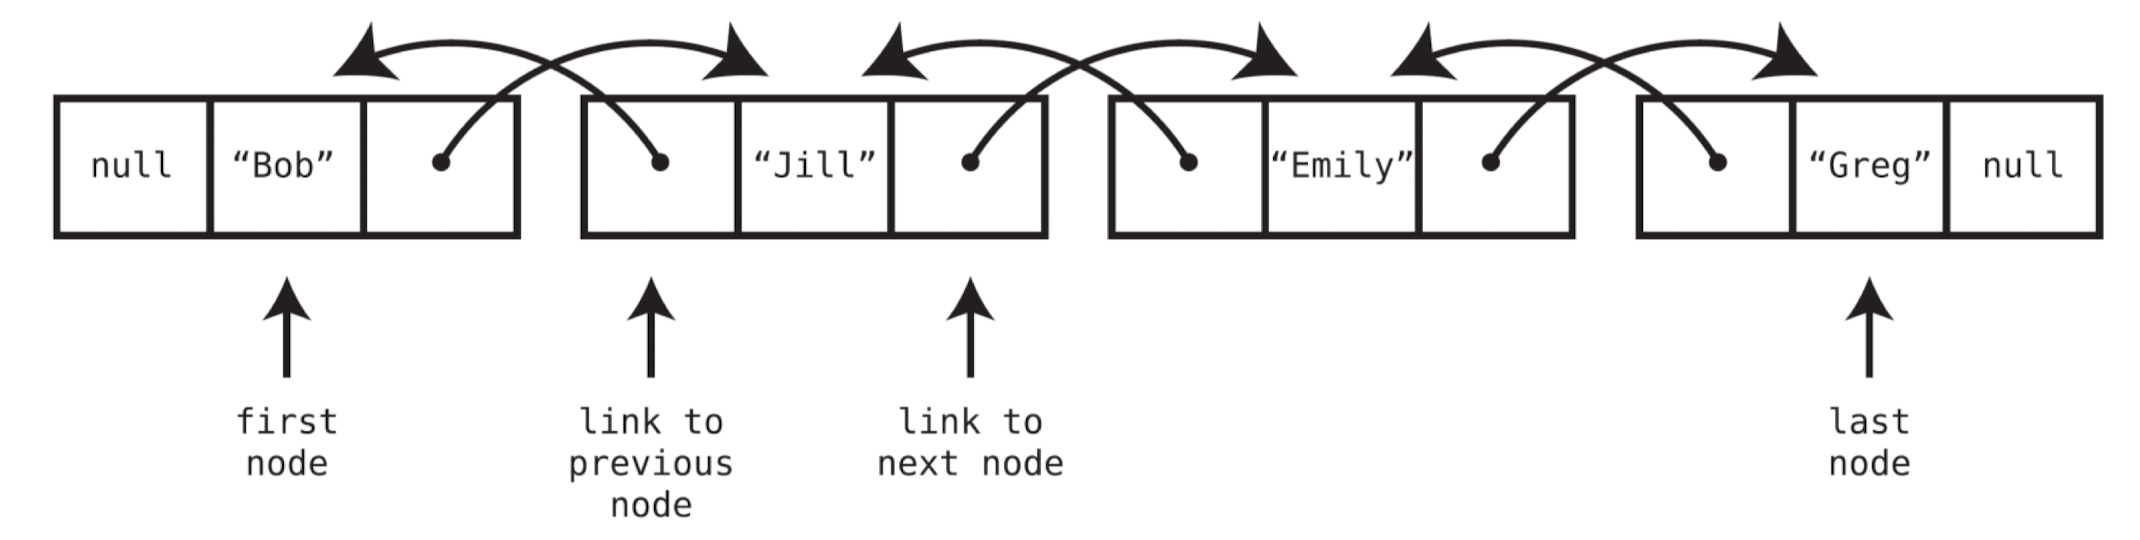 null “Bob” “Jill” “Emily” “Greg” null
first
node
link to
previous
node
link to
next node
last
node